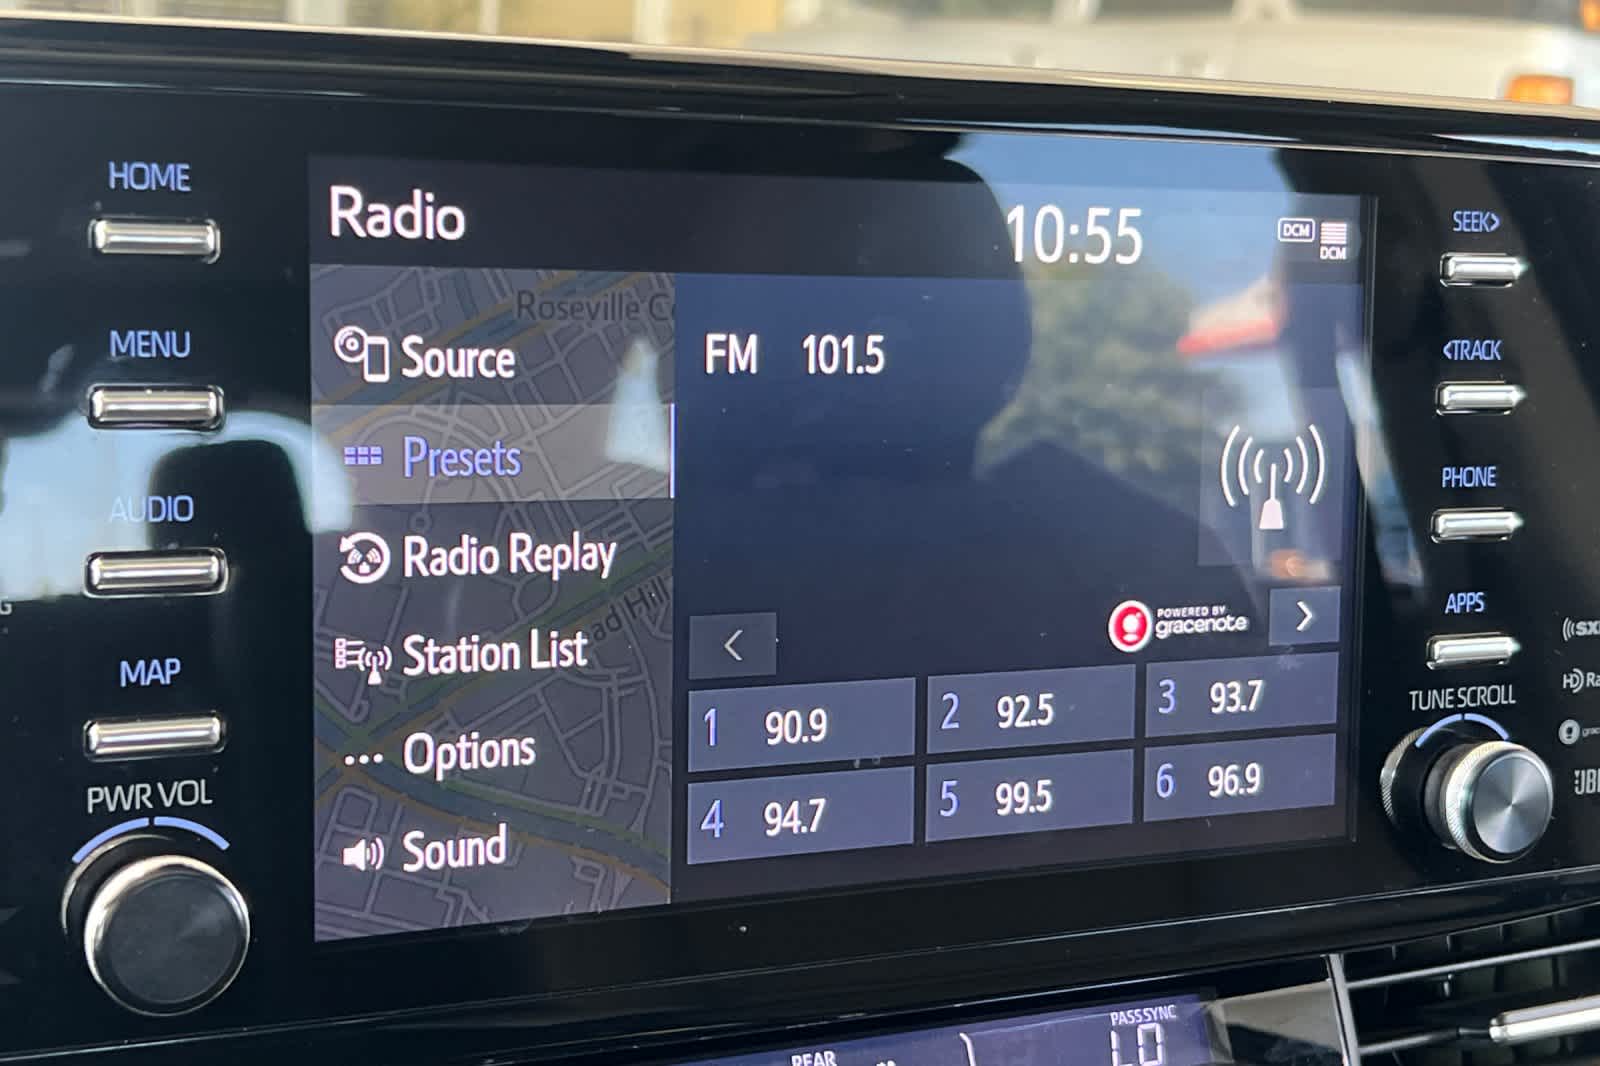 HOME
MENU
AUDIO
MAP
PWR VOL
Radio
10:55
DCM
DCM
Roseville
Source
Presets
Radio Replay
Station List
Options
Sound
FM 101.5
POWERED BY
gracenote
1 90.9
2 92.5
3 93.7
4 94.7
5 99.5
6 96.9
SEEK>
<TRACK
PHONE
APPS
TUNE SCROLL
REAR
PASS SYNC
LO